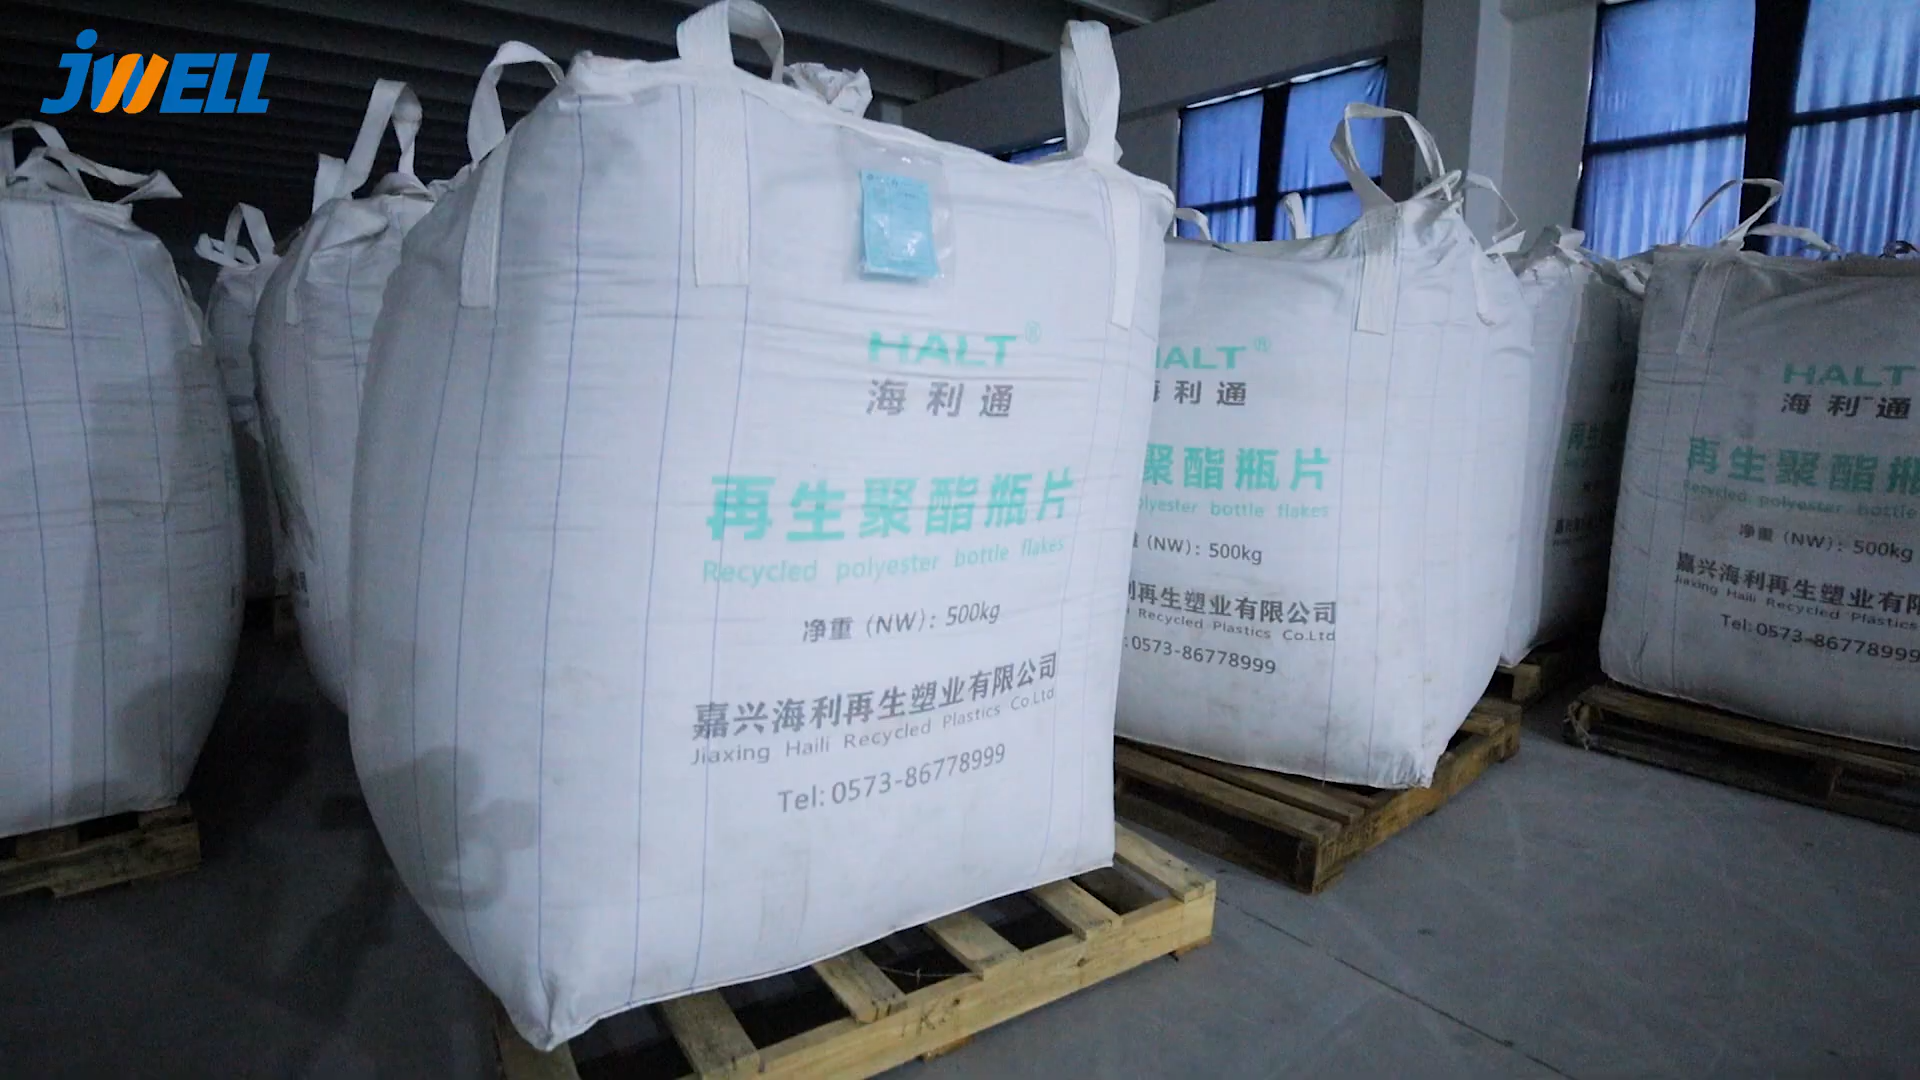 JWELL
HALT®
海利通
再生聚酯瓶片
Recycled polyester bottle flakes
净重（NW）：500kg
嘉兴海利再生塑业有限公司
Jiaxing Haili Recycled Plastics Co.Ltd
Tel:0573-86778999
HALT®
利通
聚酯瓶片
bottle flakes
(NW)：500kg
再生塑业有限公司
Recycled Plastics Co.Ltd
:0573-86778999
HALT
海利通
再生聚酯瓶
Recycled polyester bottle
净重（NW）：500kg
嘉兴海利再生塑业有限
Jiaxing Haili Recycled Plastics
Tel:0573-86778999